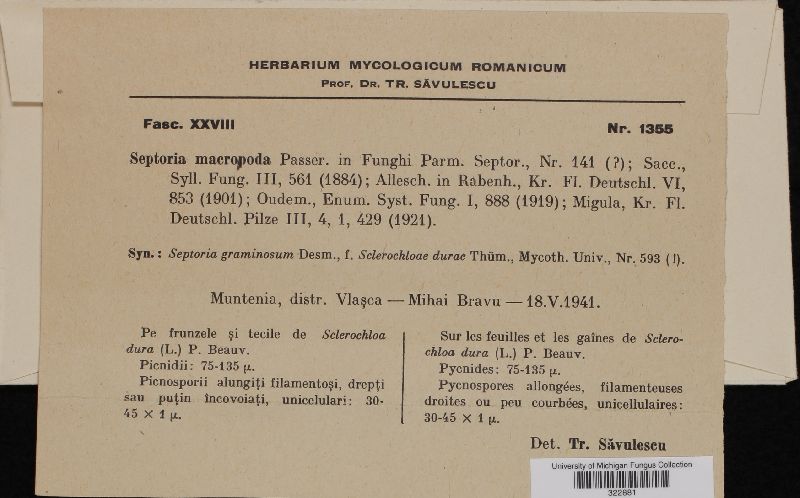 HERBARIUM MYCOLOGICUM ROMANICUM
PROF. DR. TR. SĂVULESCU
Fasc. XXVIII
Nr. 1355
Septoria macropoda Passer. in Funghi Parm. Septor., Nr. 141 (?); Sacc.,
Syll. Fung. III, 561 (1884); Allesch. in Rabenh., Kr. Fl. Deutschl. VI,
853 (1901); Oudem., Enum. Syst. Fung. I, 888 (1919); Migula, Kr. Fl.
Deutschl. Pilze III, 4, 1, 429 (1921).
Syn.: Septoria graminosum Desm., f. Sclerochloae durae Thüm., Mycoth. Univ., Nr. 593 (!).
Muntenia, distr. Vlaşca — Mihai Bravu — 18.V.1941.
Pe frunzele şi tecile de Sclerochloa
dura (L.) P. Beauv.
Picnidii: 75-135 µ.
Picnosporii alungiţi filamentoşi, drepţi
sau puţin încovoiaţi, unicelulari: 30-
45 × 1 µ.
Sur les feuilles et les gaînes de Sclero-
chloa dura (L.) P. Beauv.
Pycnides: 75-135 µ.
Pycnospores allongées, filamenteuses
droites ou peu courbées, unicellulaires:
30-45 × 1 µ.
Det. Tr. Săvulescu
University of Michigan Fungus Collection
322881